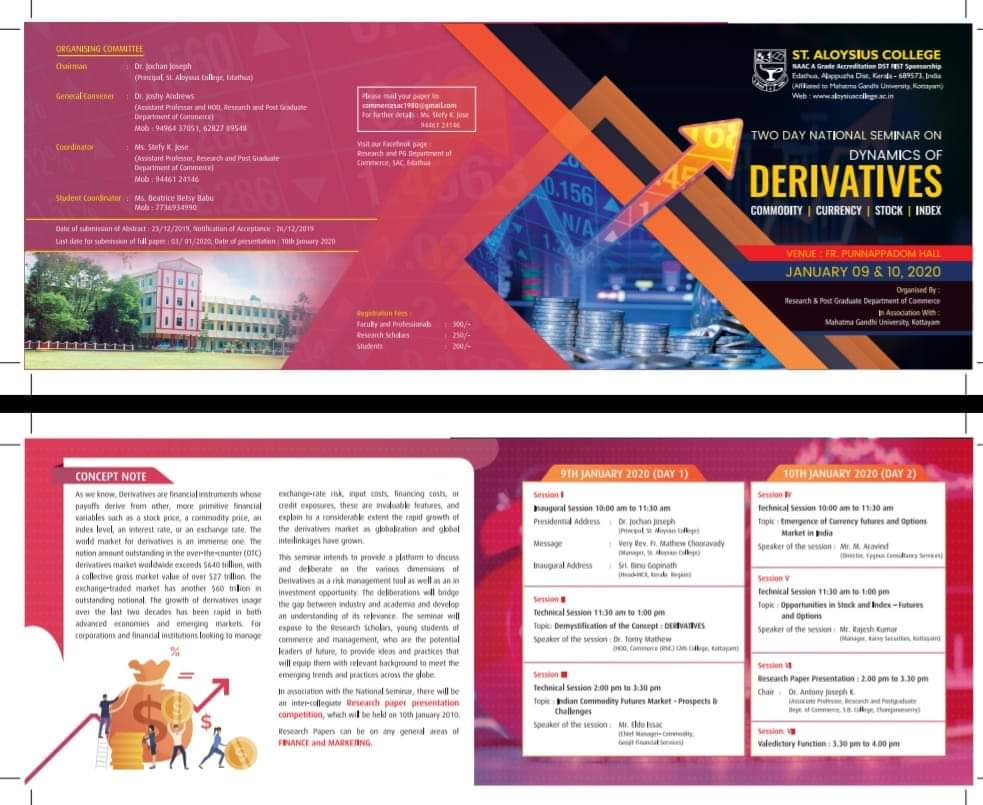 ORGANISING COMMITTEE
Chairman : Dr. Jochan Joseph
(Principal, St. Aloysius College, Edathua)
General Convener : Dr. Joshy Andrews
(Assistant Professor and HOD, Research and Post Graduate
Department of Commerce)
Mob : 94964 37051, 62827 89548
Coordinator : Ms. Stefy K. Jose
(Assistant Professor, Research and Post Graduate
Department of Commerce)
Mob : 94461 24146
Student Coordinator : Ms. Beatrice Betsy Babu
Mob : 7736934990
Date of submission of Abstract : 23/12/2019, Notification of Acceptance : 26/12/2019
Last date for submission of full paper : 03/ 01/2020, Date of presentation : 10th January 2020
Please mail your paper to:
commercesac1980@gmail.com
For further details : Ms. Stefy K. Jose
94461 24146
Visit our Facebook page :
Research and PG Department of
Commerce, SAC, Edathua
Registration Fees :
Faculty and Professionals : 300/-
Research Scholars : 250/-
Students : 200/-
ST. ALOYSIUS COLLEGE
NAAC A Grade Accreditation DST FIST Sponsorship
Edathua, Alappuzha Dist, Kerala - 689573, India
(Affiliated to Mahatma Gandhi University, Kottayam)
Web : www.aloysiuscollege.ac.in
TWO DAY NATIONAL SEMINAR ON
DYNAMICS OF
DERIVATIVES
COMMODITY | CURRENCY | STOCK | INDEX
VENUE : FR. PUNNAPPADOM HALL
JANUARY 09 & 10, 2020
Organised By :
Research & Post Graduate Department of Commerce
In Association With :
Mahatma Gandhi University, Kottayam
0.156
N/A
CONCEPT NOTE
As we know, Derivatives are financial instruments whose
payoffs derive from other, more primitive financial
variables such as a stock price, a commodity price, an
index level, an interest rate, or an exchange rate. The
world market for derivatives is an immense one. The
notion amount outstanding in the over-the-counter (OTC)
derivatives market worldwide exceeds $640 trillion, with
a collective gross market value of over $27 trillion. The
exchange-traded market has another $60 trillion in
outstanding notional. The growth of derivatives usage
over the last two decades has been rapid in both
advanced economies and emerging markets. For
corporations and financial institutions looking to manage
exchange-rate risk, input costs, financing costs, or
credit exposures, these are invaluable features, and
explain to a considerable extent the rapid growth of
the derivatives market as globalization and global
interlinkages have grown.
This seminar intends to provide a platform to discuss
and deliberate on the various dimensions of
Derivatives as a risk management tool as well as an in
investment opportunity. The deliberations will bridge
the gap between industry and academia and develop
an understanding of its relevance. The seminar will
expose to the Research Scholars, young students of
commerce and management, who are the potential
leaders of future, to provide ideas and practices that
will equip them with relevant background to meet the
emerging trends and practices across the globe.
In association with the National Seminar, there will be
an inter-collegiate Research paper presentation
competition, which will be held on 10th January 2010.
Research Papers can be on any general areas of
FINANCE and MARKETING.
9TH JANUARY 2020 (DAY 1)
Session I
Inaugural Session 10:00 am to 11:30 am
Presidential Address : Dr. Jochan Joseph
(Principal, St. Aloysius College)
Message : Very Rev. Fr. Mathew Chooravady
(Manager, St. Aloysius College)
Inaugural Address : Sri. Binu Gopinath
(Head-MCX, Kerala Region)
Session II
Technical Session 11:30 am to 1:00 pm
Topic: Demystification of the Concept : DERIVATIVES
Speaker of the session : Dr. Tomy Mathew
(HOD, Commerce (Rtd.) CMS College, Kottayam)
Session III
Technical Session 2:00 pm to 3:30 pm
Topic : Indian Commodity Futures Market - Prospects &
Challenges
Speaker of the session : Mr. Eldo Issac
(Chief Manager- Commodity,
Geojit Financial Services)
10TH JANUARY 2020 (DAY 2)
Session IV
Technical Session 10:00 am to 11:30 am
Topic : Emergence of Currency futures and Options
Market in India
Speaker of the session : Mr. M. Aravind
(Director, Cygnus Consultancy Services)
Session V
Technical Session 11:30 am to 1:00 pm
Topic : Opportunities in Stock and Index - Futures
and Options
Speaker of the session : Mr. Rajesh Kumar
(Manager, Karvy Securities, Kottayam)
Session VI
Research Paper Presentation : 2.00 pm to 3.30 pm
Chair : Dr. Antony Joseph K.
(Associate Professor, Research and Postgraduate
Dept. of Commerce, S.B. College, Changanaserry)
Session: VII
Valedictory Function : 3.30 pm to 4.00 pm